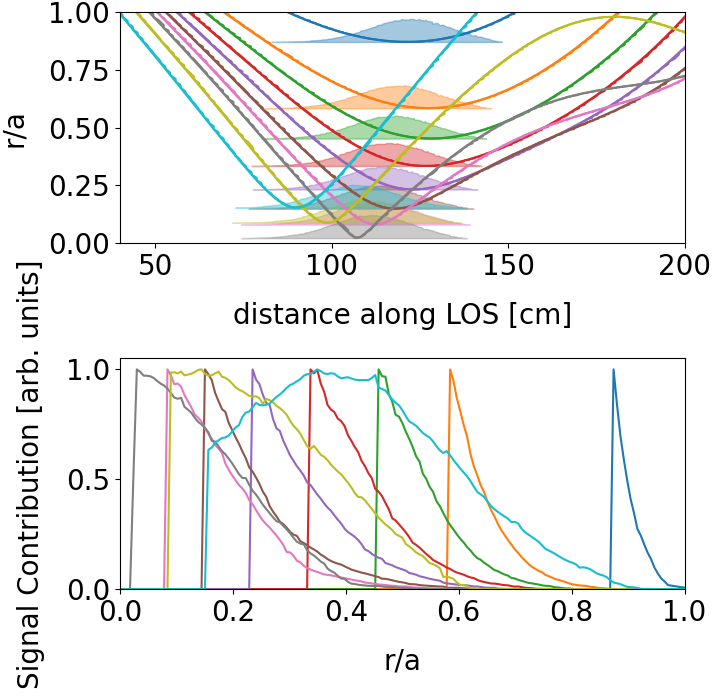 1.00
0.75
0.50
0.25
0.00
r/a
50 100 150 200
distance along LOS [cm]
1.0
0.5
0.0
Signal Contribution [arb. units]
0.0 0.2 0.4 0.6 0.8 1.0
r/a